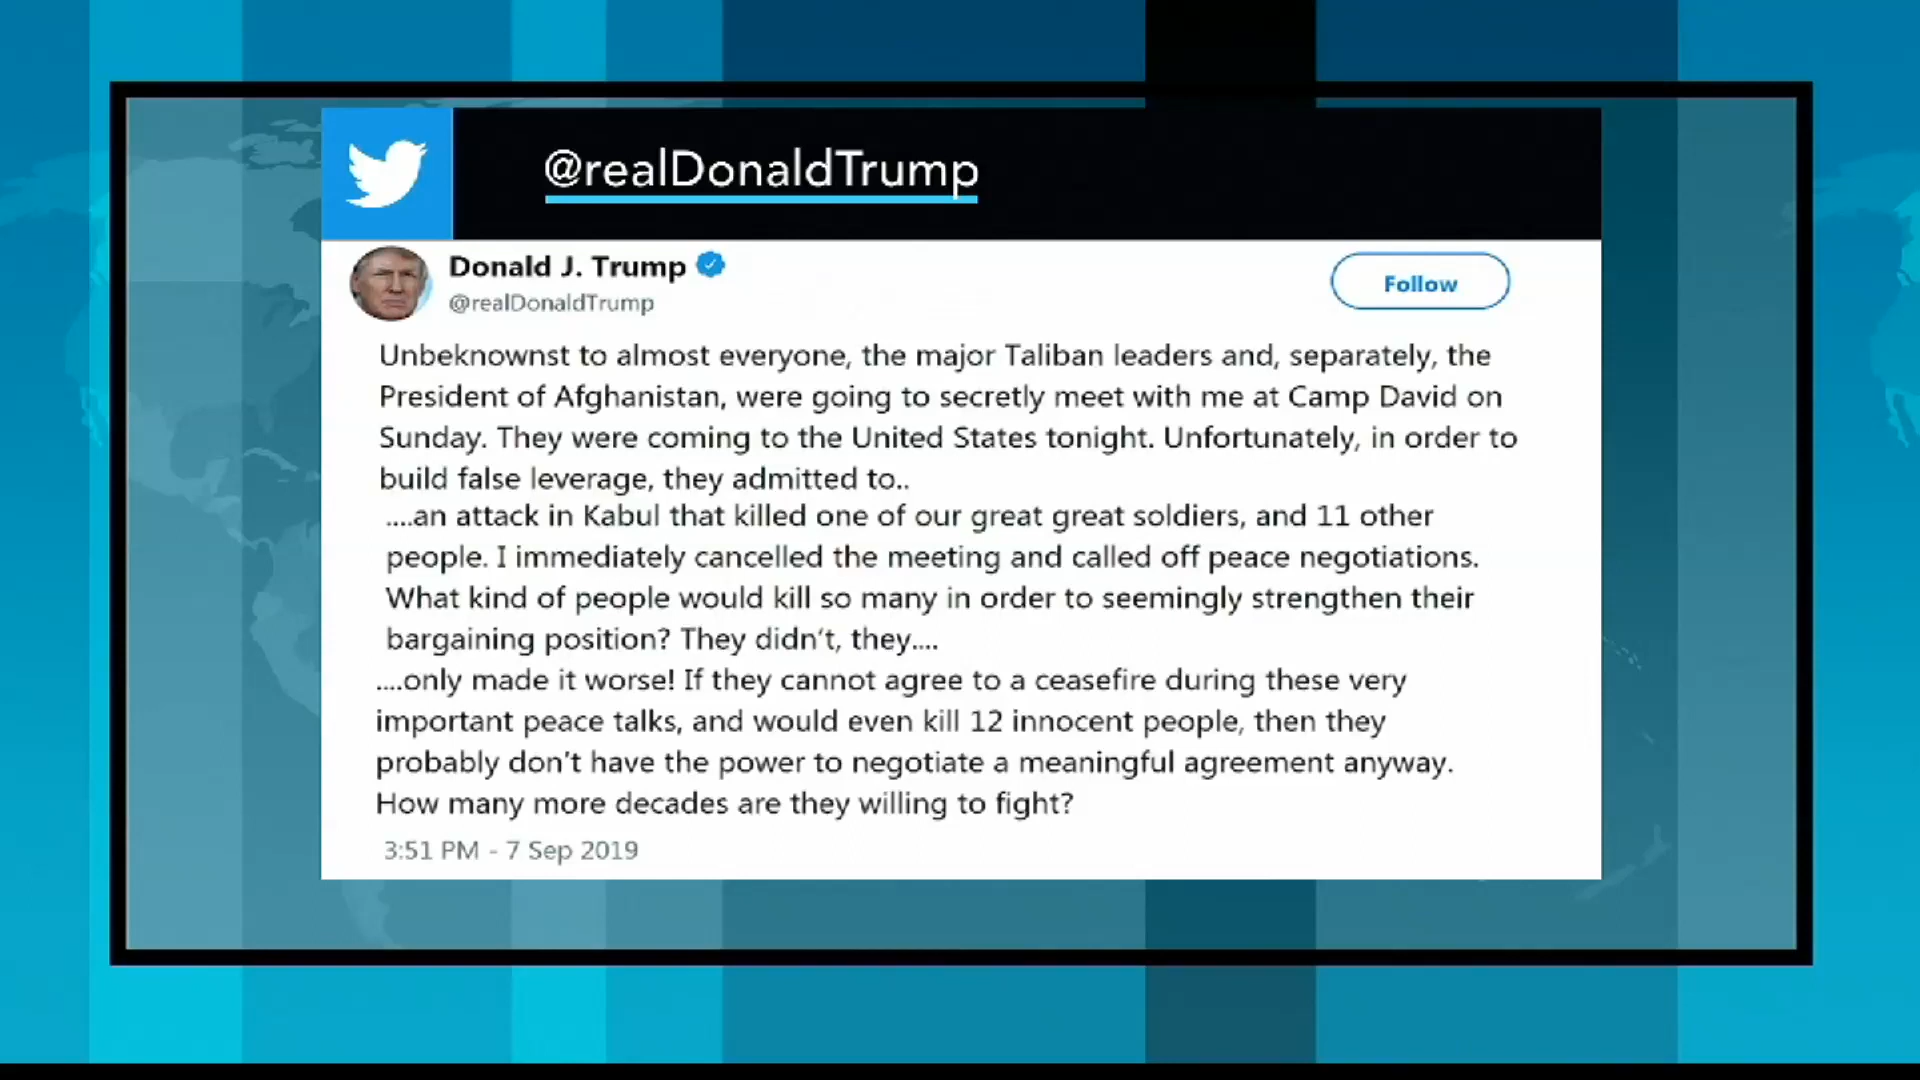 @realDonaldTrump
Donald J. Trump
@realDonaldTrump
Follow
Unbeknownst to almost everyone, the major Taliban leaders and, separately, the
President of Afghanistan, were going to secretly meet with me at Camp David on
Sunday. They were coming to the United States tonight. Unfortunately, in order to
build false leverage, they admitted to..
....an attack in Kabul that killed one of our great great soldiers, and 11 other
people. I immediately cancelled the meeting and called off peace negotiations.
What kind of people would kill so many in order to seemingly strengthen their
bargaining position? They didn't, they....
....only made it worse! If they cannot agree to a ceasefire during these very
important peace talks, and would even kill 12 innocent people, then they
probably don't have the power to negotiate a meaningful agreement anyway.
How many more decades are they willing to fight?
3:51 PM - 7 Sep 2019